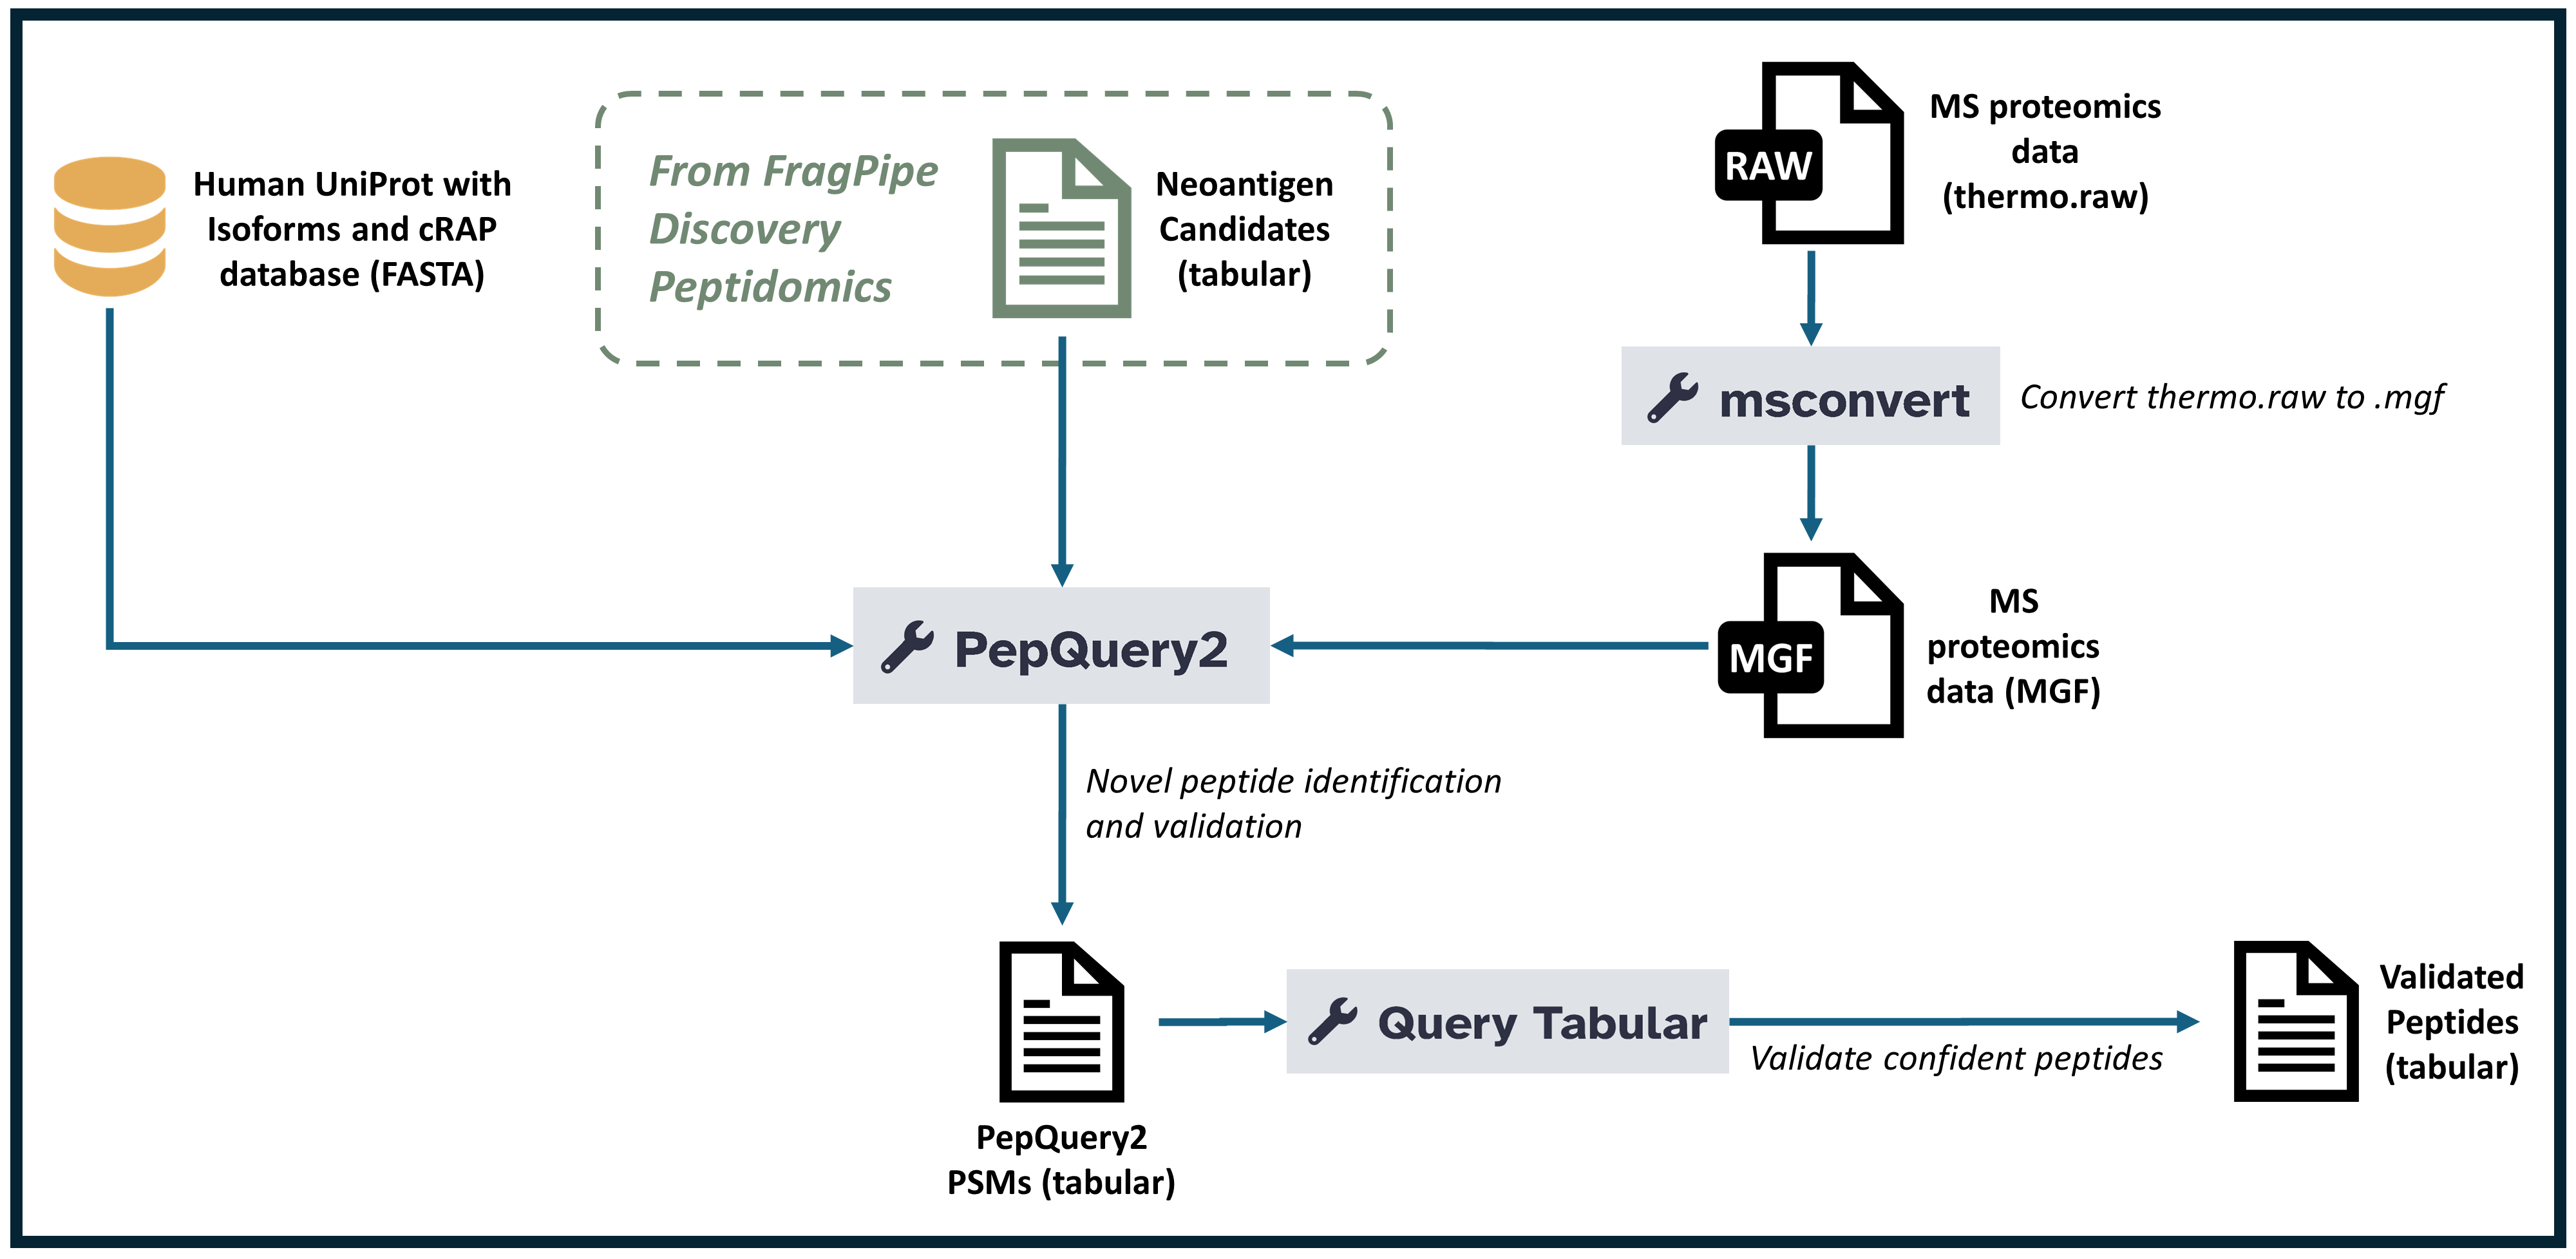 Human UniProt with
Isoforms and cRAP
database (FASTA)
From FragPipe
Discovery
Peptidomics
Neoantigen
Candidates
(tabular)
RAW
MS proteomics
data
(thermo.raw)
msconvert
Convert thermo.raw to .mgf
PepQuery2
MGF
MS
proteomics
data (MGF)
Novel peptide identification
and validation
PepQuery2
PSMs (tabular)
Query Tabular
Validate confident peptides
Validated
Peptides
(tabular)